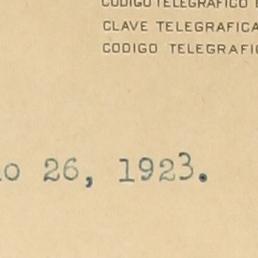 CODIGO TELEGRAFICO
CLAVE TELEGRAFICA
CODIGO TELEGRAFI
o 26, 1923.